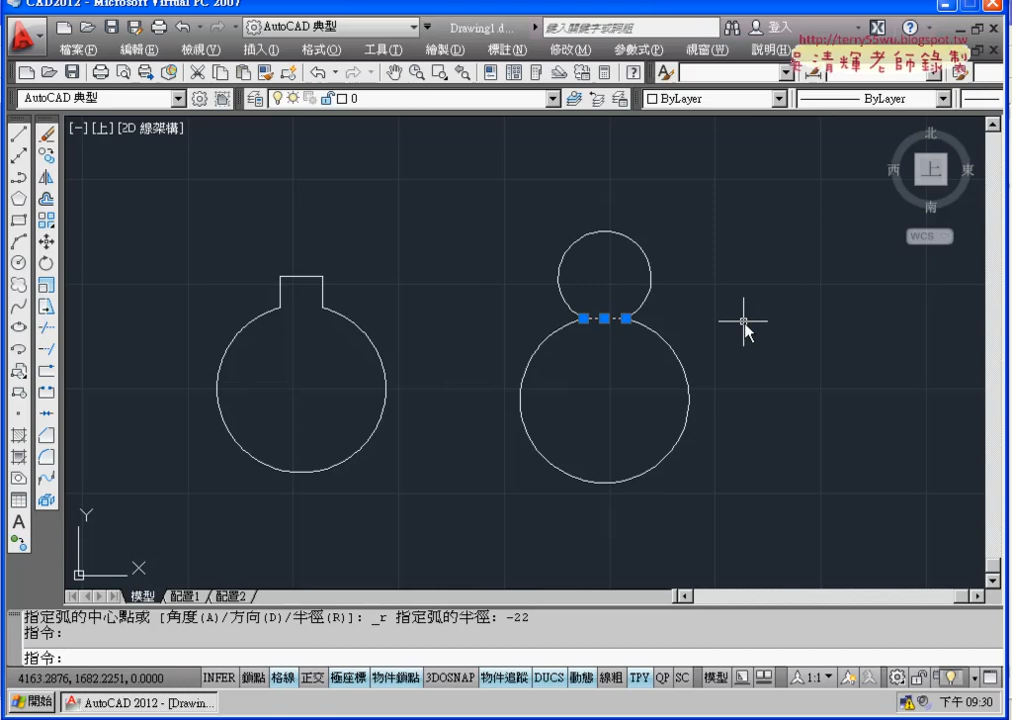 CAD2012 - Microsoft Virtual PC 2007
AutoCAD 典型
Drawing1.d...
鍵入關鍵字或詞組
登入
http://terry55wu.blogspot.tw
吳清輝老師錄製
檔案(F) 編輯(E) 檢視(V) 插入(I) 格式(O) 工具(T) 繪製(D) 標註(N) 修改(M) 參數式(P) 視窗(W) 說明(H)
AutoCAD 典型
0
ByLayer
ByLayer
[-] [上] [2D 線架構]
北
西 上 東
南
WCS
Y
X
模型 配置1 配置2
指定弧的中心點或 [角度(A)/方向(D)/半徑(R)]: _r 指定弧的半徑: -22
指令:
指令:
4163.2876, 1682.2251, 0.0000
INFER 鎖點 格線 正交 極座標 物件鎖點 3DOSNAP 物件追蹤 DUCS 動態 線粗 TPY QP SC 模型 1:1
開始 AutoCAD 2012 - [Drawin... 下午 09:30